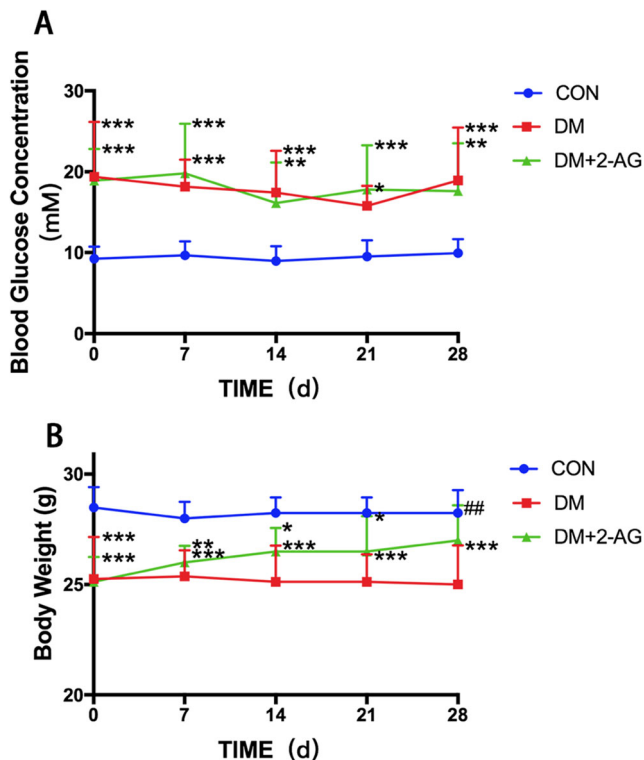 A
Blood Glucose Concentration
(mM)
30
20
10
0
***
***
***
***
***
**
***
*
***
**
0 7 14 21 28
TIME (d)
CON
DM
DM+2-AG
B
Body Weight (g)
30
25
20
***
***
**
***
*
***
*
***
##
***
0 7 14 21 28
TIME (d)
CON
DM
DM+2-AG